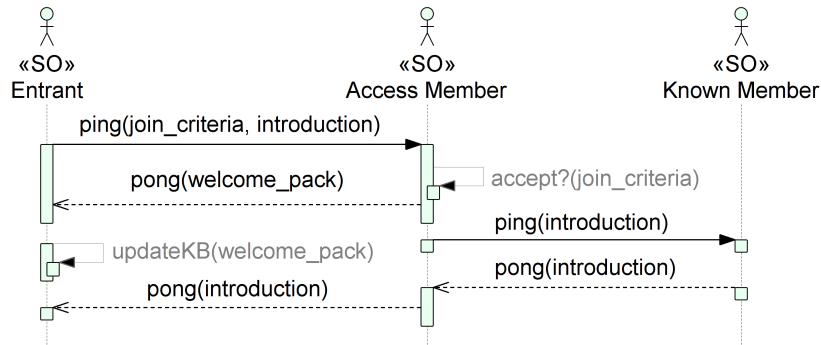 «SO» «SO» «SO»
Entrant Access Member Known Member
ping(join_criteria, introduction)
accept?(join_criteria)
pong(welcome_pack)
ping(introduction)
updateKB(welcome_pack)
pong(introduction)
pong(introduction)